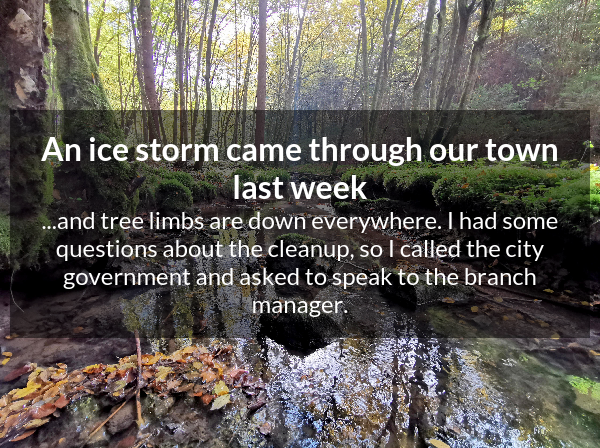 An ice storm came through our town
last week
...and tree limbs are down everywhere. I had some
questions about the cleanup, so I called the city
government and asked to speak to the branch
manager.